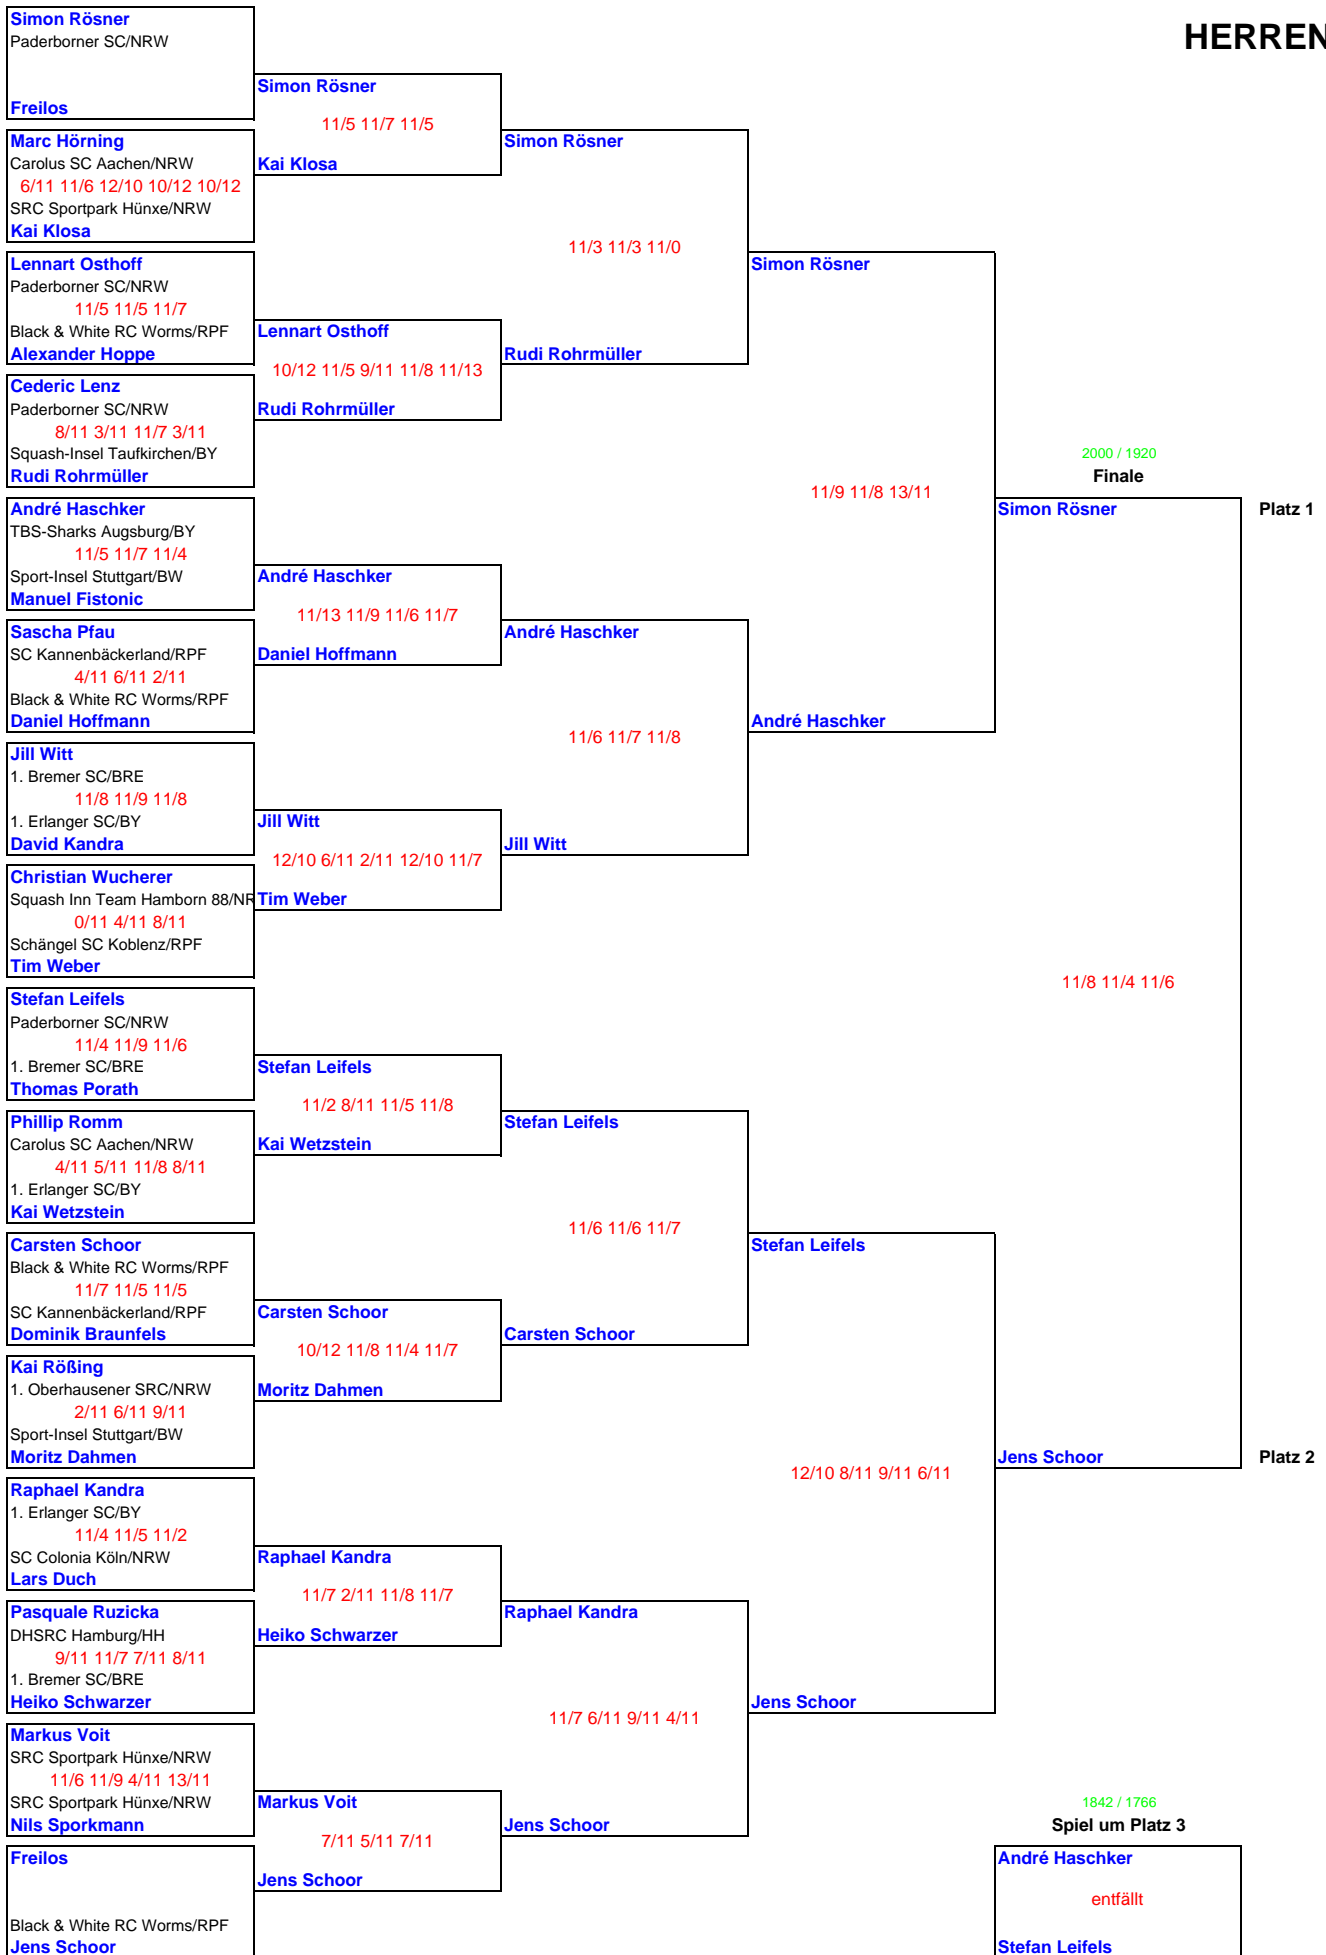 HERREN
Simon Rösner
Paderborner SC/NRW
Freilos
Marc Hörning
Carolus SC Aachen/NRW
6/11 11/6 12/10 10/12 10/12
SRC Sportpark Hünxe/NRW
Kai Klosa
Lennart Osthoff
Paderborner SC/NRW
11/5 11/5 11/7
Black & White RC Worms/RPF
Alexander Hoppe
Cederic Lenz
Paderborner SC/NRW
8/11 3/11 11/7 3/11
Squash-Insel Taufkirchen/BY
Rudi Rohrmüller
André Haschker
TBS-Sharks Augsburg/BY
11/5 11/7 11/4
Sport-Insel Stuttgart/BW
Manuel Fistonic
Sascha Pfau
SC Kannenbäckerland/RPF
4/11 6/11 2/11
Black & White RC Worms/RPF
Daniel Hoffmann
Jill Witt
1. Bremer SC/BRE
11/8 11/9 11/8
1. Erlanger SC/BY
David Kandra
Christian Wucherer
Squash Inn Team Hamborn 88/NR
0/11 4/11 8/11
Schängel SC Koblenz/RPF
Tim Weber
Stefan Leifels
Paderborner SC/NRW
11/4 11/9 11/6
1. Bremer SC/BRE
Thomas Porath
Phillip Romm
Carolus SC Aachen/NRW
4/11 5/11 11/8 8/11
1. Erlanger SC/BY
Kai Wetzstein
Carsten Schoor
Black & White RC Worms/RPF
11/7 11/5 11/5
SC Kannenbäckerland/RPF
Dominik Braunfels
Kai Rößing
1. Oberhausener SRC/NRW
2/11 6/11 9/11
Sport-Insel Stuttgart/BW
Moritz Dahmen
Raphael Kandra
1. Erlanger SC/BY
11/4 11/5 11/2
SC Colonia Köln/NRW
Lars Duch
Pasquale Ruzicka
DHSRC Hamburg/HH
9/11 11/7 7/11 8/11
1. Bremer SC/BRE
Heiko Schwarzer
Markus Voit
SRC Sportpark Hünxe/NRW
11/6 11/9 4/11 13/11
SRC Sportpark Hünxe/NRW
Nils Sporkmann
Freilos
Black & White RC Worms/RPF
Jens Schoor
Simon Rösner
11/5 11/7 11/5
Kai Klosa
Lennart Osthoff
10/12 11/5 9/11 11/8 11/13
Rudi Rohrmüller
André Haschker
11/13 11/9 11/6 11/7
Daniel Hoffmann
Jill Witt
12/10 6/11 2/11 12/10 11/7
Tim Weber
Stefan Leifels
11/2 8/11 11/5 11/8
Kai Wetzstein
Carsten Schoor
10/12 11/8 11/4 11/7
Moritz Dahmen
Raphael Kandra
11/7 2/11 11/8 11/7
Heiko Schwarzer
Markus Voit
7/11 5/11 7/11
Jens Schoor
Simon Rösner
11/3 11/3 11/0
Rudi Rohrmüller
André Haschker
11/6 11/7 11/8
Jill Witt
Stefan Leifels
11/6 11/6 11/7
Carsten Schoor
Raphael Kandra
11/7 6/11 9/11 4/11
Jens Schoor
Simon Rösner
11/9 11/8 13/11
André Haschker
Stefan Leifels
12/10 8/11 9/11 6/11
Jens Schoor
2000 / 1920
Finale
Simon Rösner
Platz 1
11/8 11/4 11/6
Jens Schoor
Platz 2
1842 / 1766
Spiel um Platz 3
André Haschker
entfällt
Stefan Leifels